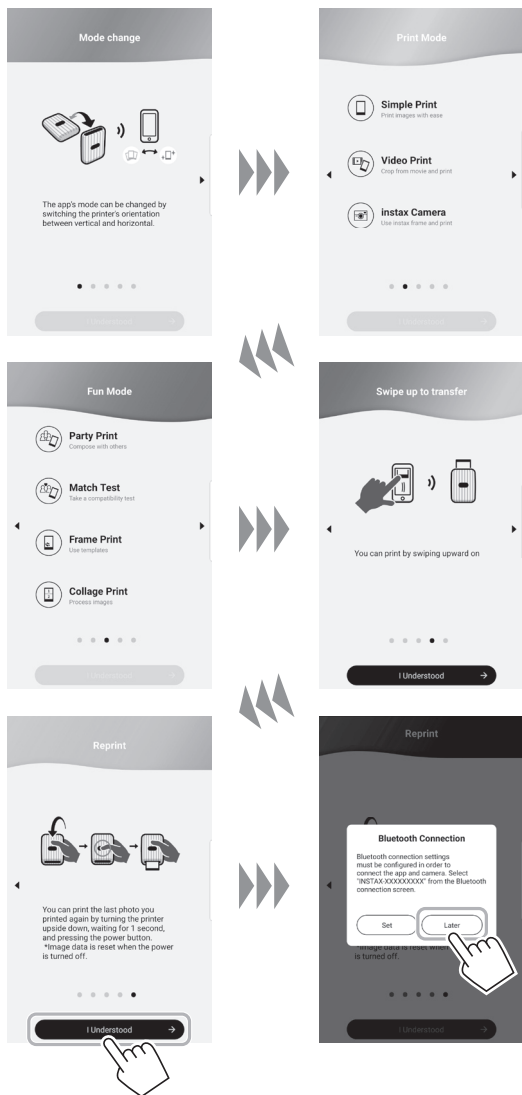 Mode change
The app's mode can be changed by
switching the printer's orientation
between vertical and horizontal.
I Understood →
Print Mode
Simple Print
Print images with ease
Video Print
Crop from movie and print
instax Camera
Use instax frame and print
I Understood →
Fun Mode
Party Print
Compose with others
Match Test
Take a compatibility test
Frame Print
Use templates
Collage Print
Process images
I Understood →
Swipe up to transfer
You can print by swiping upward on
I Understood →
Reprint
You can print the last photo you
printed again by turning the printer
upside down, waiting for 1 second,
and pressing the power button.
*Image data is reset when the power
is turned off.
I Understood →
Reprint
Bluetooth Connection
Bluetooth connection settings
must be configured in order to
connect the app and camera. Select
"INSTAX-XXXXXXXXX" from the Bluetooth
connection screen.
Set
Later
*Image data is reset when
is turned off.
I Understood →